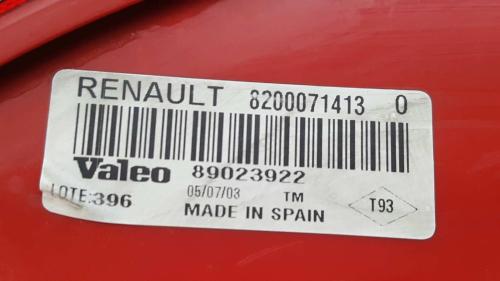 RENAULT 8200071413 0
Valeo 89023922
LOTE:396 05/07/03 TM T93
MADE IN SPAIN